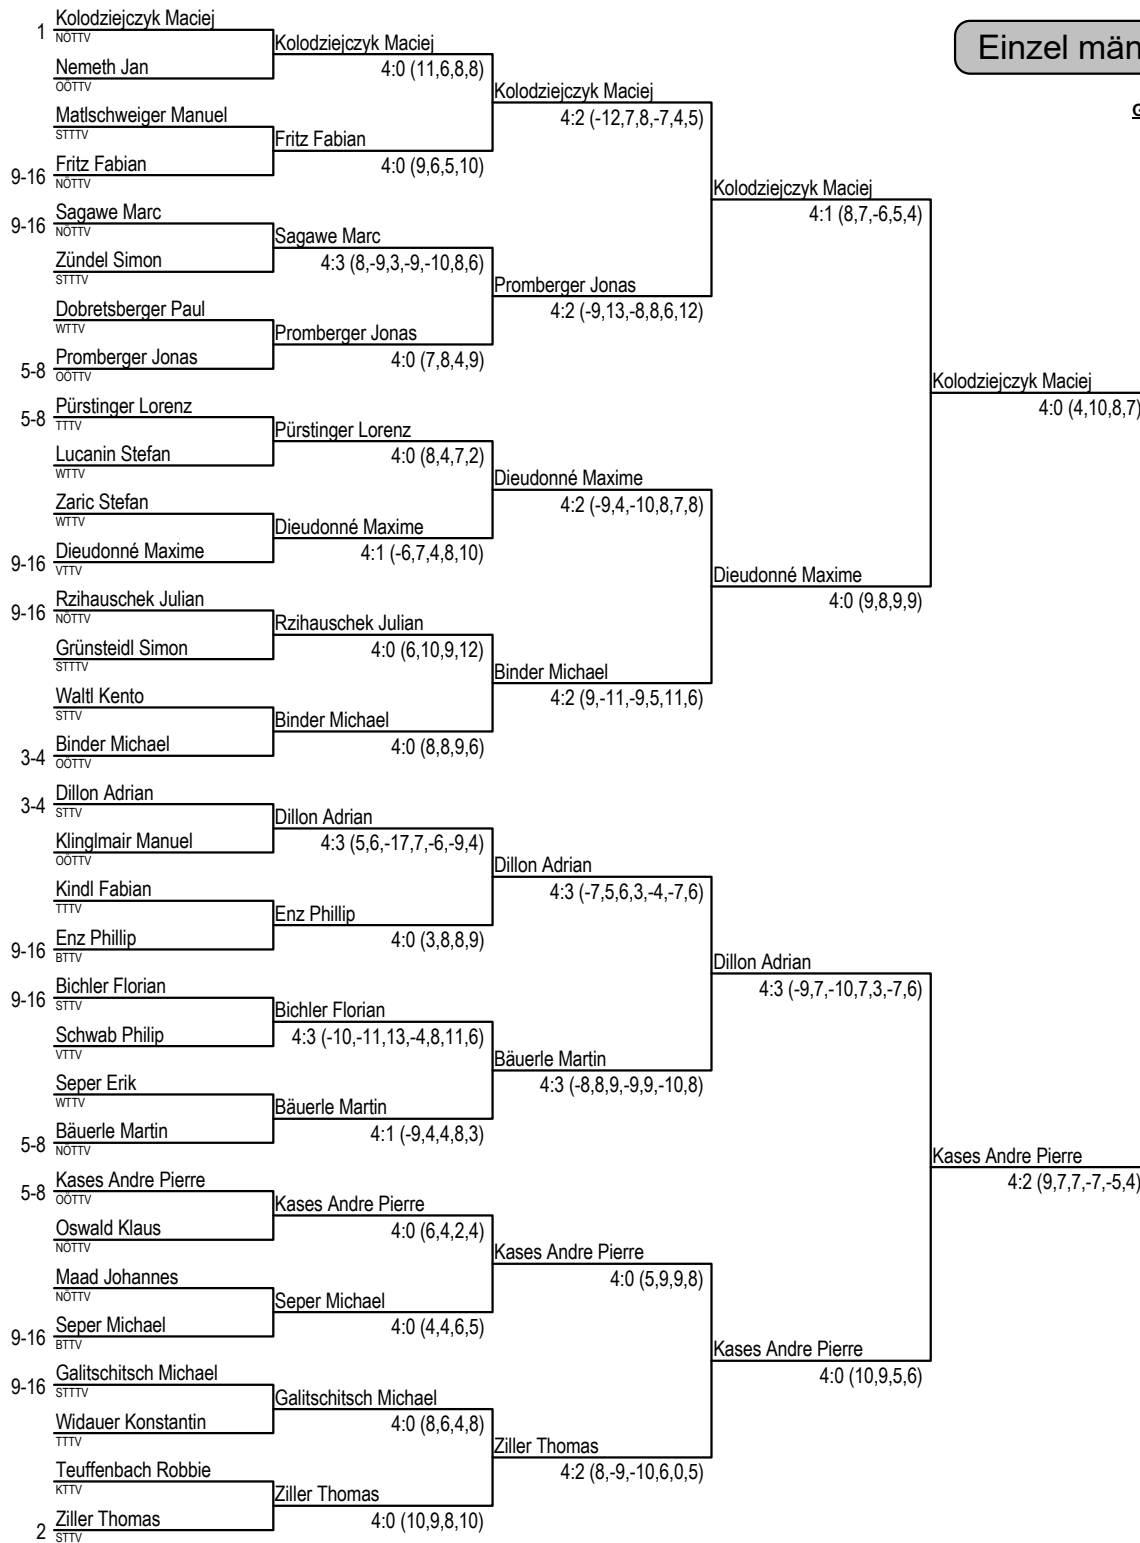 Kolodziejczyk Maciej
1
NÖTTV
Kolodziejczyk Maciej
4:0 (11,6,8,8)
Nemeth Jan
OÖTTV
Kolodziejczyk Maciej
4:2 (-12,7,8,-7,4,5)
Matlschweiger Manuel
STTTV
Fritz Fabian
4:0 (9,6,5,10)
9-16 Fritz Fabian
NÖTTV
Kolodziejczyk Maciej
4:1 (8,7,-6,5,4)
9-16 Sagawe Marc
NÖTTV
Sagawe Marc
4:3 (8,-9,3,-9,-10,8,6)
Zündel Simon
STTTV
Promberger Jonas
4:2 (-9,13,-8,8,6,12)
Dobretsberger Paul
WTTV
Promberger Jonas
4:0 (7,8,4,9)
5-8 Promberger Jonas
OÖTTV
Kolodziejczyk Maciej
4:0 (4,10,8,7)
5-8 Pürstinger Lorenz
TTTV
Pürstinger Lorenz
4:0 (8,4,7,2)
Lucanin Stefan
WTTV
Dieudonné Maxime
4:2 (-9,4,-10,8,7,8)
Zaric Stefan
WTTV
Dieudonné Maxime
4:1 (-6,7,4,8,10)
9-16 Dieudonné Maxime
VTTV
Dieudonné Maxime
4:0 (9,8,9,9)
9-16 Rzihauschek Julian
NÖTTV
Rzihauschek Julian
4:0 (6,10,9,12)
Grünsteidl Simon
STTTV
Binder Michael
4:2 (9,-11,-9,5,11,6)
Waltl Kento
STTV
Binder Michael
4:0 (8,8,9,6)
3-4 Binder Michael
OÖTTV
3-4 Dillon Adrian
STTV
Dillon Adrian
4:3 (5,6,-17,7,-6,-9,4)
Klinglmair Manuel
OÖTTV
Dillon Adrian
4:3 (-7,5,6,3,-4,-7,6)
Kindl Fabian
TTTV
Enz Phillip
4:0 (3,8,8,9)
9-16 Enz Phillip
BTTV
Dillon Adrian
4:3 (-9,7,-10,7,3,-7,6)
9-16 Bichler Florian
STTV
Bichler Florian
4:3 (-10,-11,13,-4,8,11,6)
Schwab Philip
VTTV
Bäuerle Martin
4:3 (-8,8,9,-9,9,-10,8)
Seper Erik
WTTV
Bäuerle Martin
4:1 (-9,4,4,8,3)
5-8 Bäuerle Martin
NÖTTV
Kases Andre Pierre
4:2 (9,7,7,-7,-5,4)
5-8 Kases Andre Pierre
OÖTTV
Kases Andre Pierre
4:0 (6,4,2,4)
Oswald Klaus
NÖTTV
Kases Andre Pierre
4:0 (5,9,9,8)
Maad Johannes
NÖTTV
Seper Michael
4:0 (4,4,6,5)
9-16 Seper Michael
BTTV
Kases Andre Pierre
4:0 (10,9,5,6)
9-16 Galitschitsch Michael
STTTV
Galitschitsch Michael
4:0 (8,6,4,8)
Widauer Konstantin
TTTV
Ziller Thomas
4:2 (8,-9,-10,6,0,5)
Teuffenbach Robbie
KTTV
Ziller Thomas
4:0 (10,9,8,10)
2 Ziller Thomas
STTV
Einzel män
G